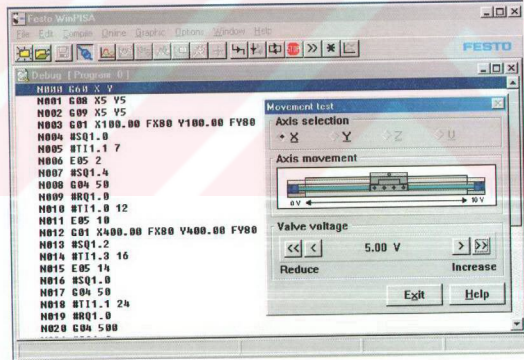 Festo WinPISA
File Edit Compile Online Graphic Options Window Help
FESTO
Debug [ Program 0 ]
N000 G60 X Y
N001 G08 X5 Y5
N002 G09 X5 Y5
N003 G01 X100.00 FX80 Y100.00 FY80
N004 #SQ1.0
N005 #TI1.1 7
N006 E05 2
N007 #SQ1.4
N008 G04 50
N009 #RQ1.0
N010 #TI1.0 12
N011 E05 10
N012 G01 X400.00 FX80 Y400.00 FY80
N013 #SQ1.2
N014 #TI1.3 16
N015 E05 14
N016 #SQ1.0
N017 G04 50
N018 #TI1.1 24
N019 #RQ1.0
N020 G04 500
Movement test
Axis selection
X Y Z U
Axis movement
0 V 10 V
Valve voltage
<< < 5.00 V > >>
Reduce Increase
Exit Help